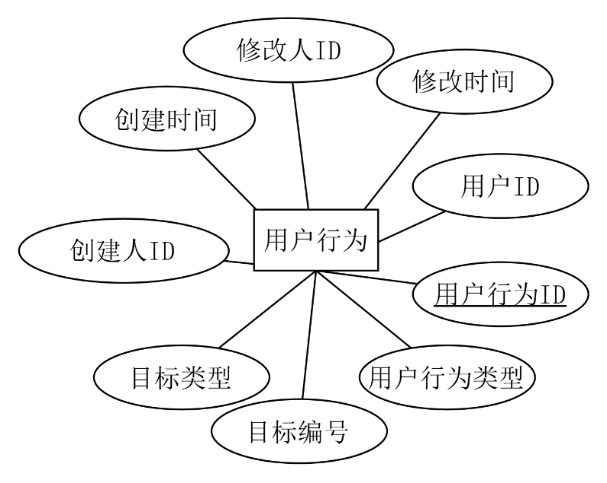 修改人ID
修改时间
创建时间
用户ID
用户行为
创建人ID
用户行为ID
目标类型
用户行为类型
目标编号